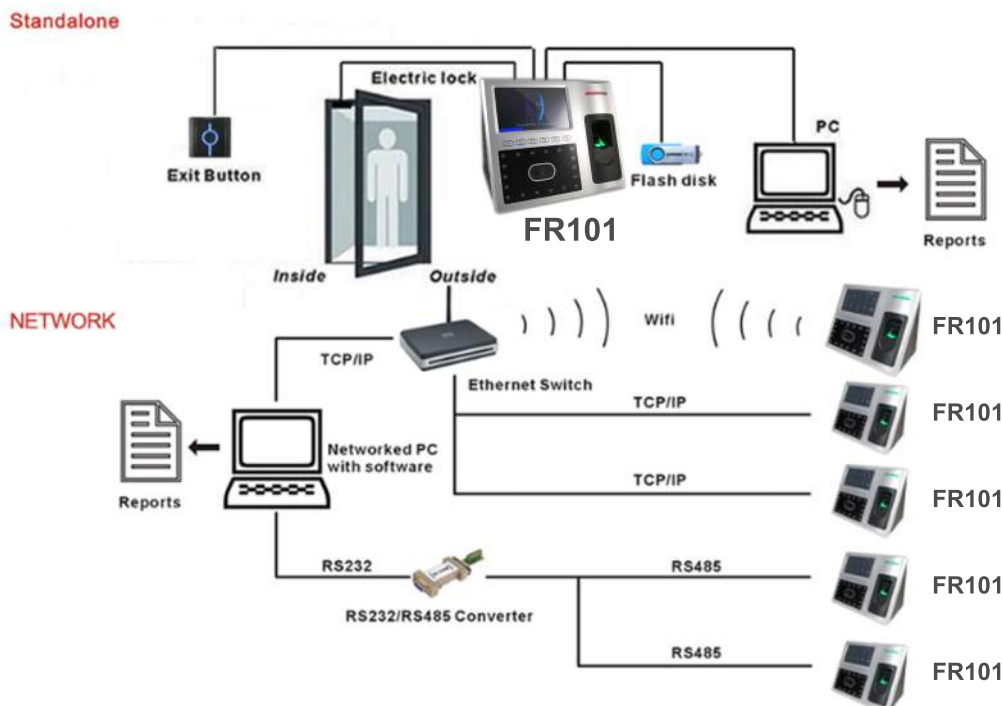 Standalone
Electric lock
PC
Exit Button
Flash disk
FR101
Reports
Inside
Outside
NETWORK
Wifi
FR101
TCP/IP
Ethernet Switch
TCP/IP
FR101
Networked PC
with software
TCP/IP
FR101
Reports
RS232
RS485
FR101
RS232/RS485 Converter
RS485
FR101